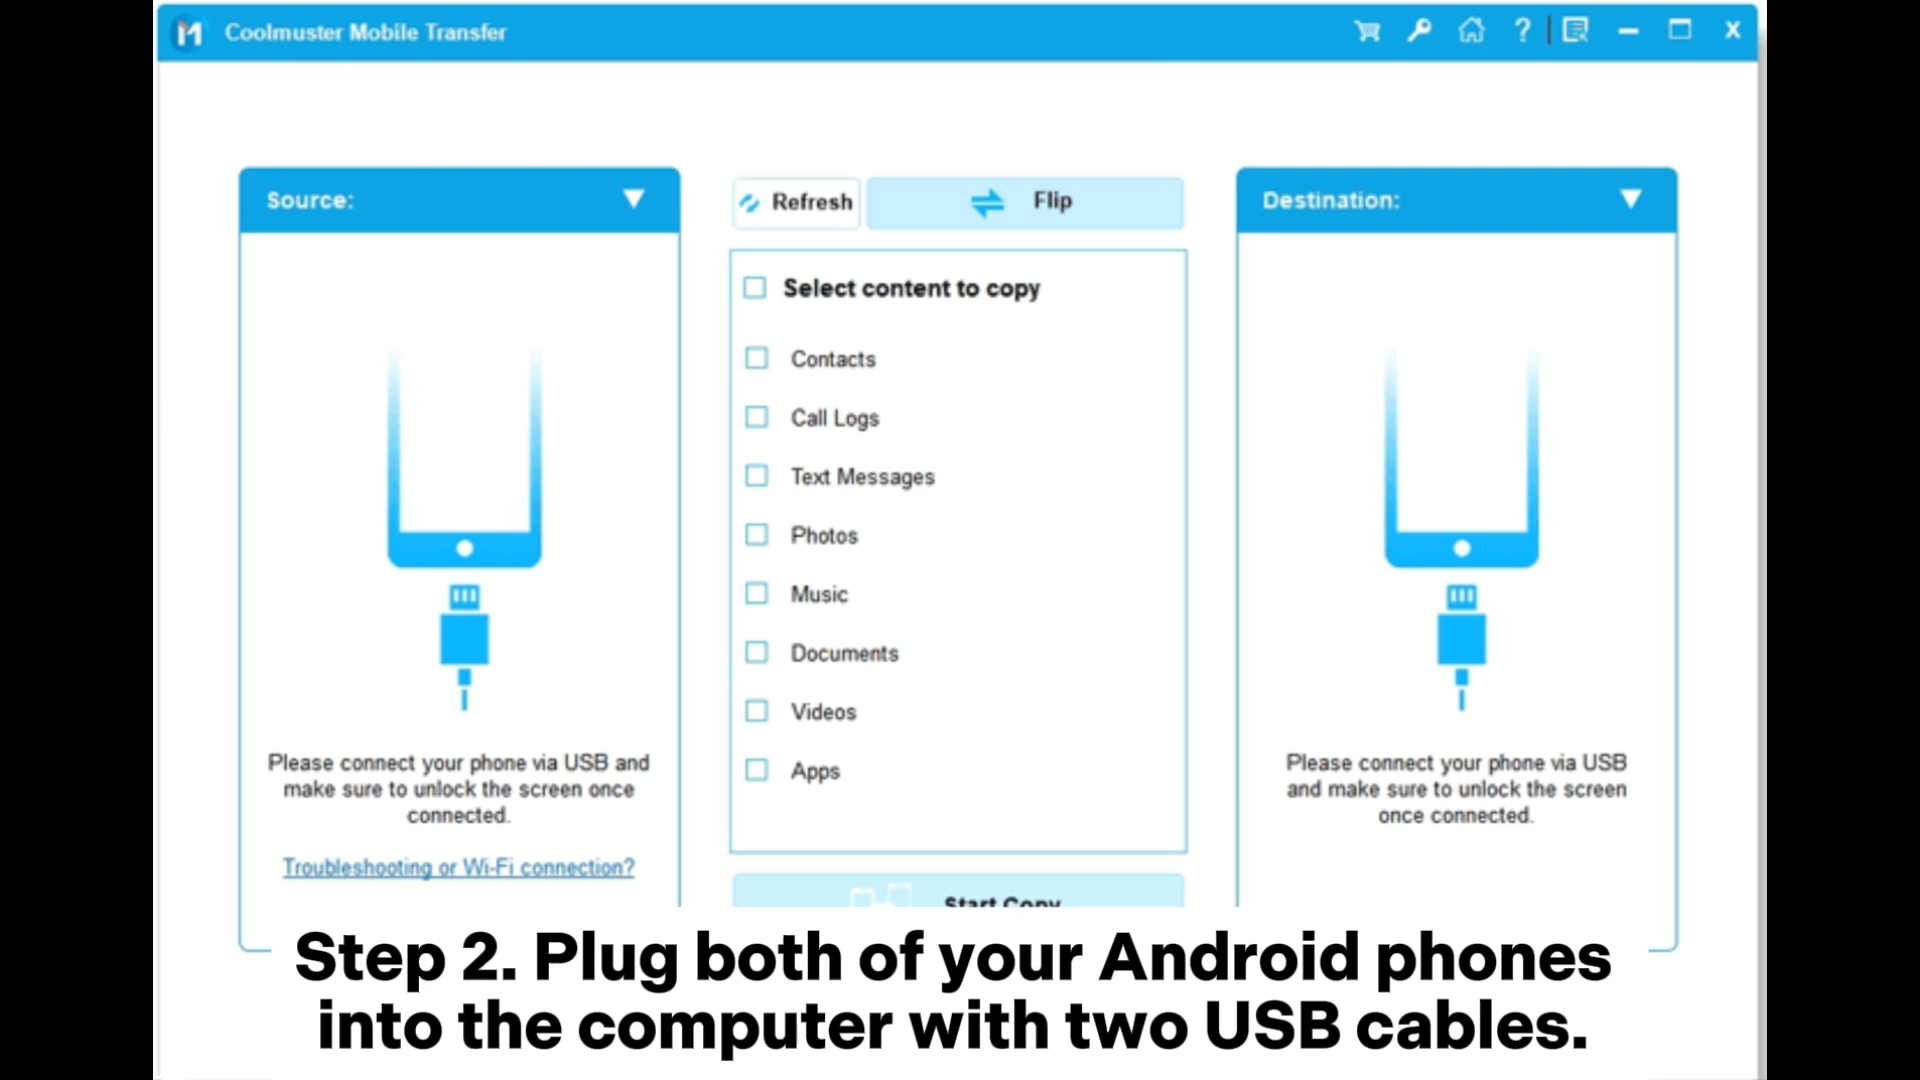 Coolmuster Mobile Transfer
?
X
Source:
Refresh
Flip
Destination:
Select content to copy
Contacts
Call Logs
Text Messages
Photos
Music
Documents
Videos
Apps
Please connect your phone via USB and
make sure to unlock the screen once
connected.
Troubleshooting or Wi-Fi connection?
Please connect your phone via USB
and make sure to unlock the screen
once connected.
Start Copy
Step 2. Plug both of your Android phones
into the computer with two USB cables.